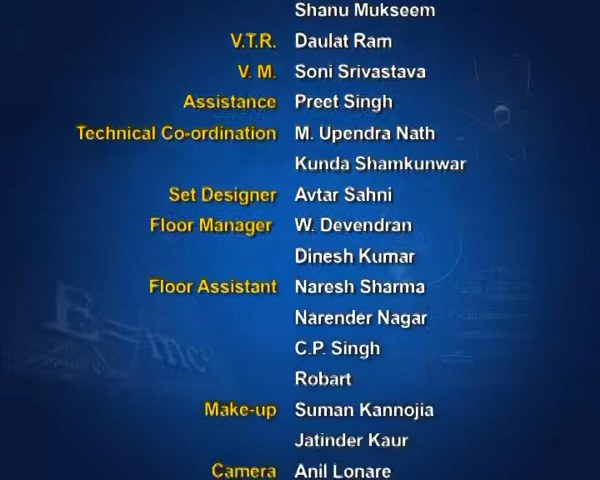 Shanu Mukseem
V.T.R. Daulat Ram
V. M. Soni Srivastava
Assistance Preet Singh
Technical Co-ordination M. Upendra Nath
Kunda Shamkunwar
Set Designer Avtar Sahni
Floor Manager W. Devendran
Dinesh Kumar
Floor Assistant Naresh Sharma
Narender Nagar
C.P. Singh
Robart
Make-up Suman Kannojia
Jatinder Kaur
Camera Anil Lonare
E=mc